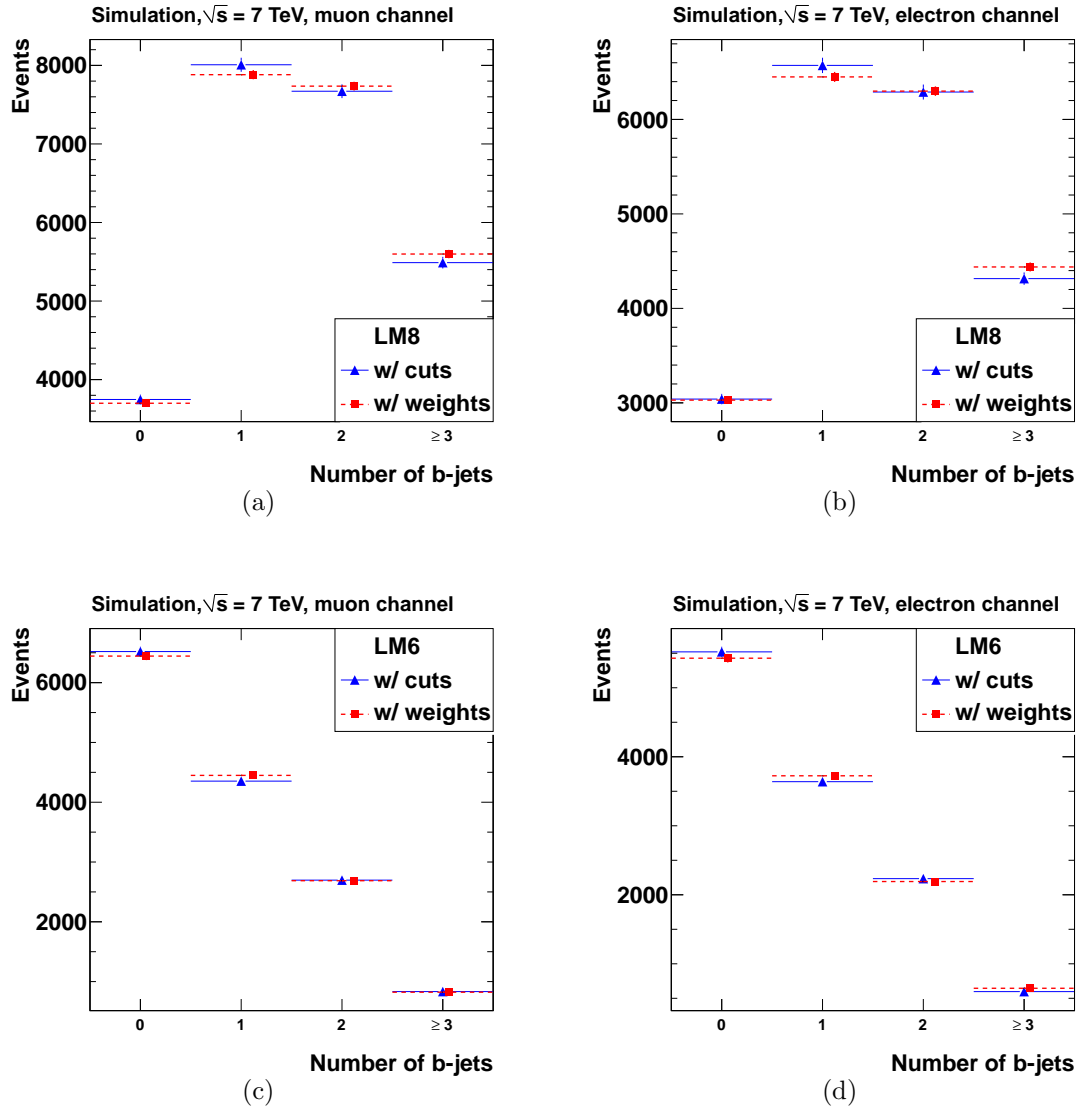 Simulation,√s = 7 TeV, muon channel
Events
8000
7000
6000
5000
4000
LM8
w/ cuts
w/ weights
0 1 2 ≥ 3
Number of b-jets
(a)
Simulation,√s = 7 TeV, electron channel
Events
6000
5000
4000
3000
LM8
w/ cuts
w/ weights
0 1 2 ≥ 3
Number of b-jets
(b)
Simulation,√s = 7 TeV, muon channel
Events
6000
4000
2000
LM6
w/ cuts
w/ weights
0 1 2 ≥ 3
Number of b-jets
(c)
Simulation,√s = 7 TeV, electron channel
Events
4000
2000
LM6
w/ cuts
w/ weights
0 1 2 ≥ 3
Number of b-jets
(d)